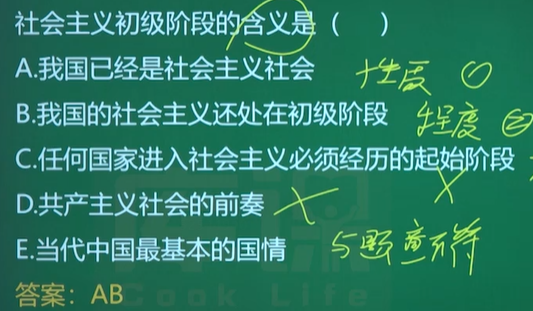 社会主义初级阶段的含义是（ ）
A.我国已经是社会主义社会 性质 ①
B.我国的社会主义还处在初级阶段 程度 ②
C.任何国家进入社会主义必须经历的起始阶段 ×
D.共产主义社会的前奏 ×
E.当代中国最基本的国情 与题意不符
答案：AB
Cook Life